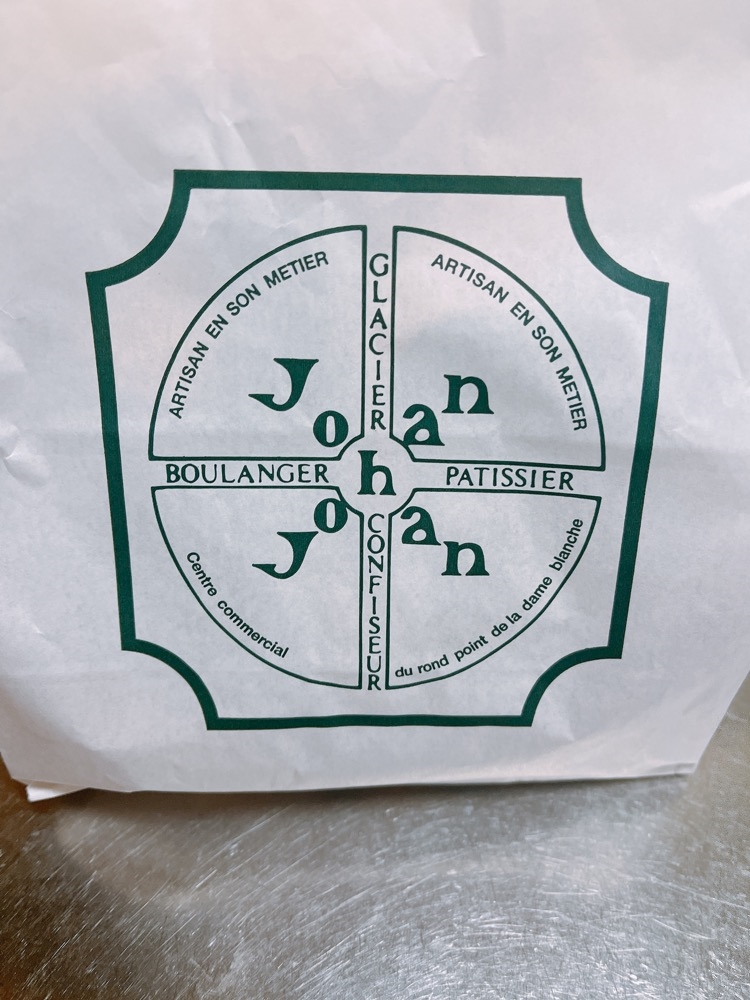 ARTISAN EN SON METIER
ARTISAN EN SON METIER
GLACIER
Johan
BOULANGER
PATISSIER
Johan
CONFISEUR
Centre commercial
du rond point de la dame blanche